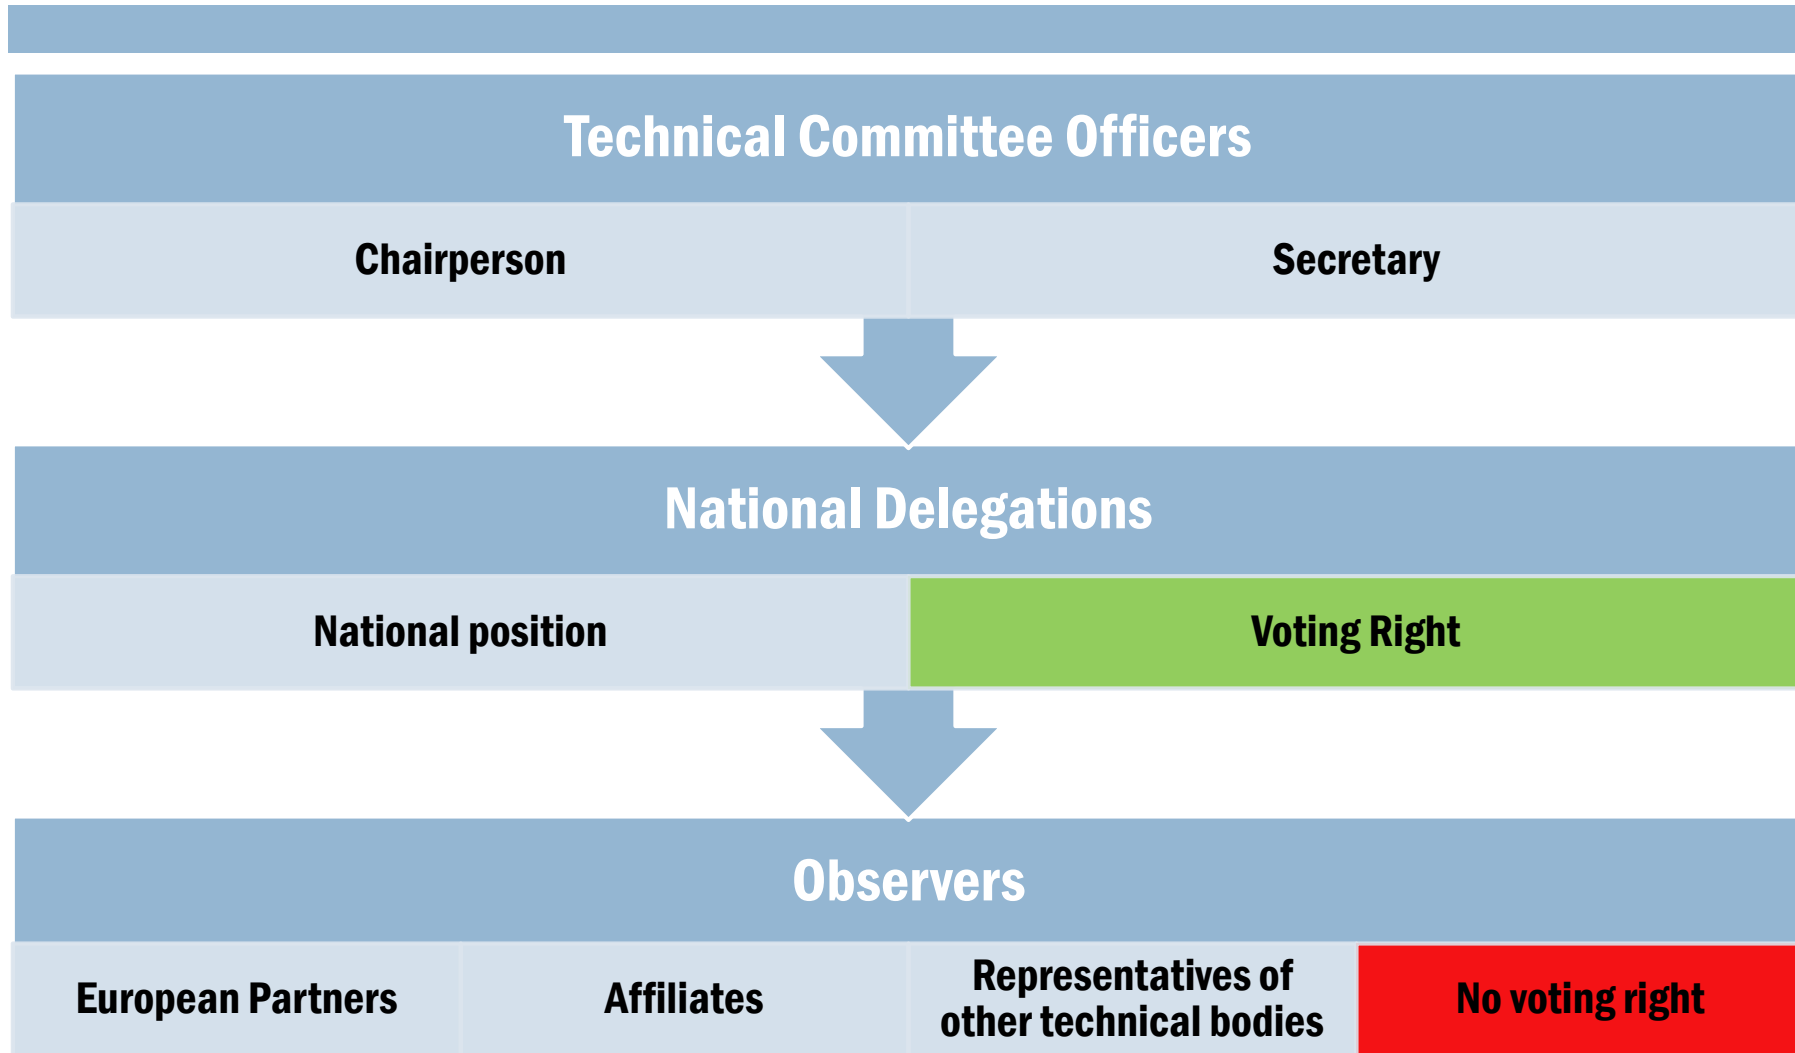 Technical Committee Officers
Chairperson
Secretary
National Delegations
National position
Voting Right
Observers
European Partners
Affiliates
Representatives of
other technical bodies
No voting right